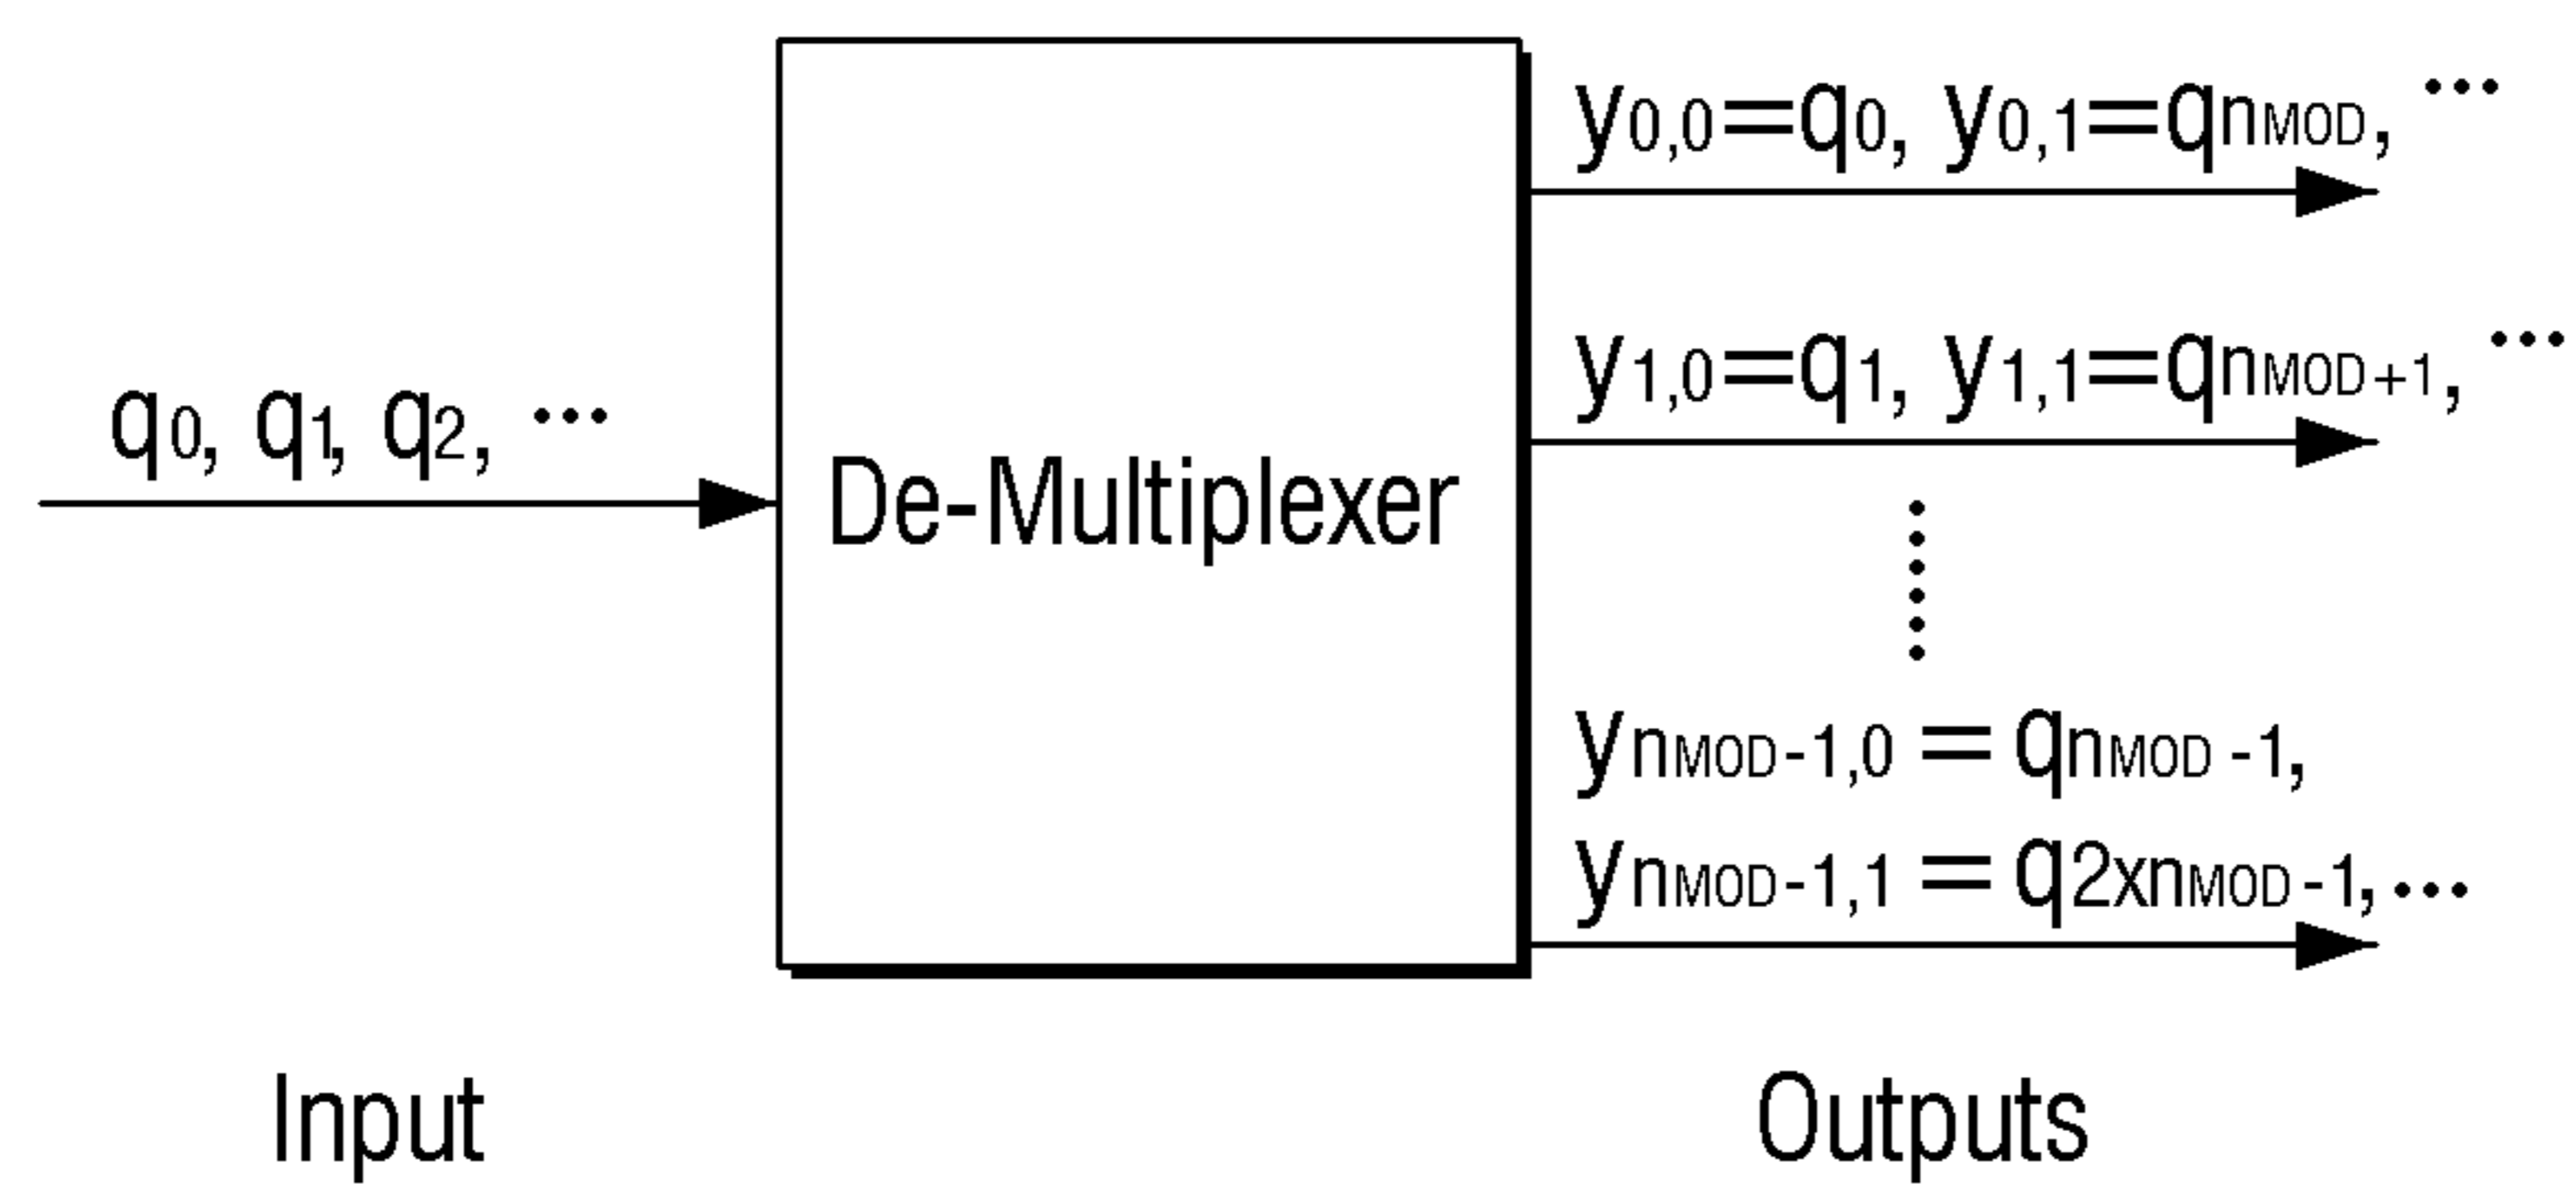 y0,0=q0, y0,1=qnMOD, ...
y1,0=q1, y1,1=qnMOD+1, ...
q0, q1, q2, ...
De-Multiplexer
ynMOD-1,0 = qnMOD -1,
ynMOD-1,1 = q2xnMOD -1, ...
Input
Outputs